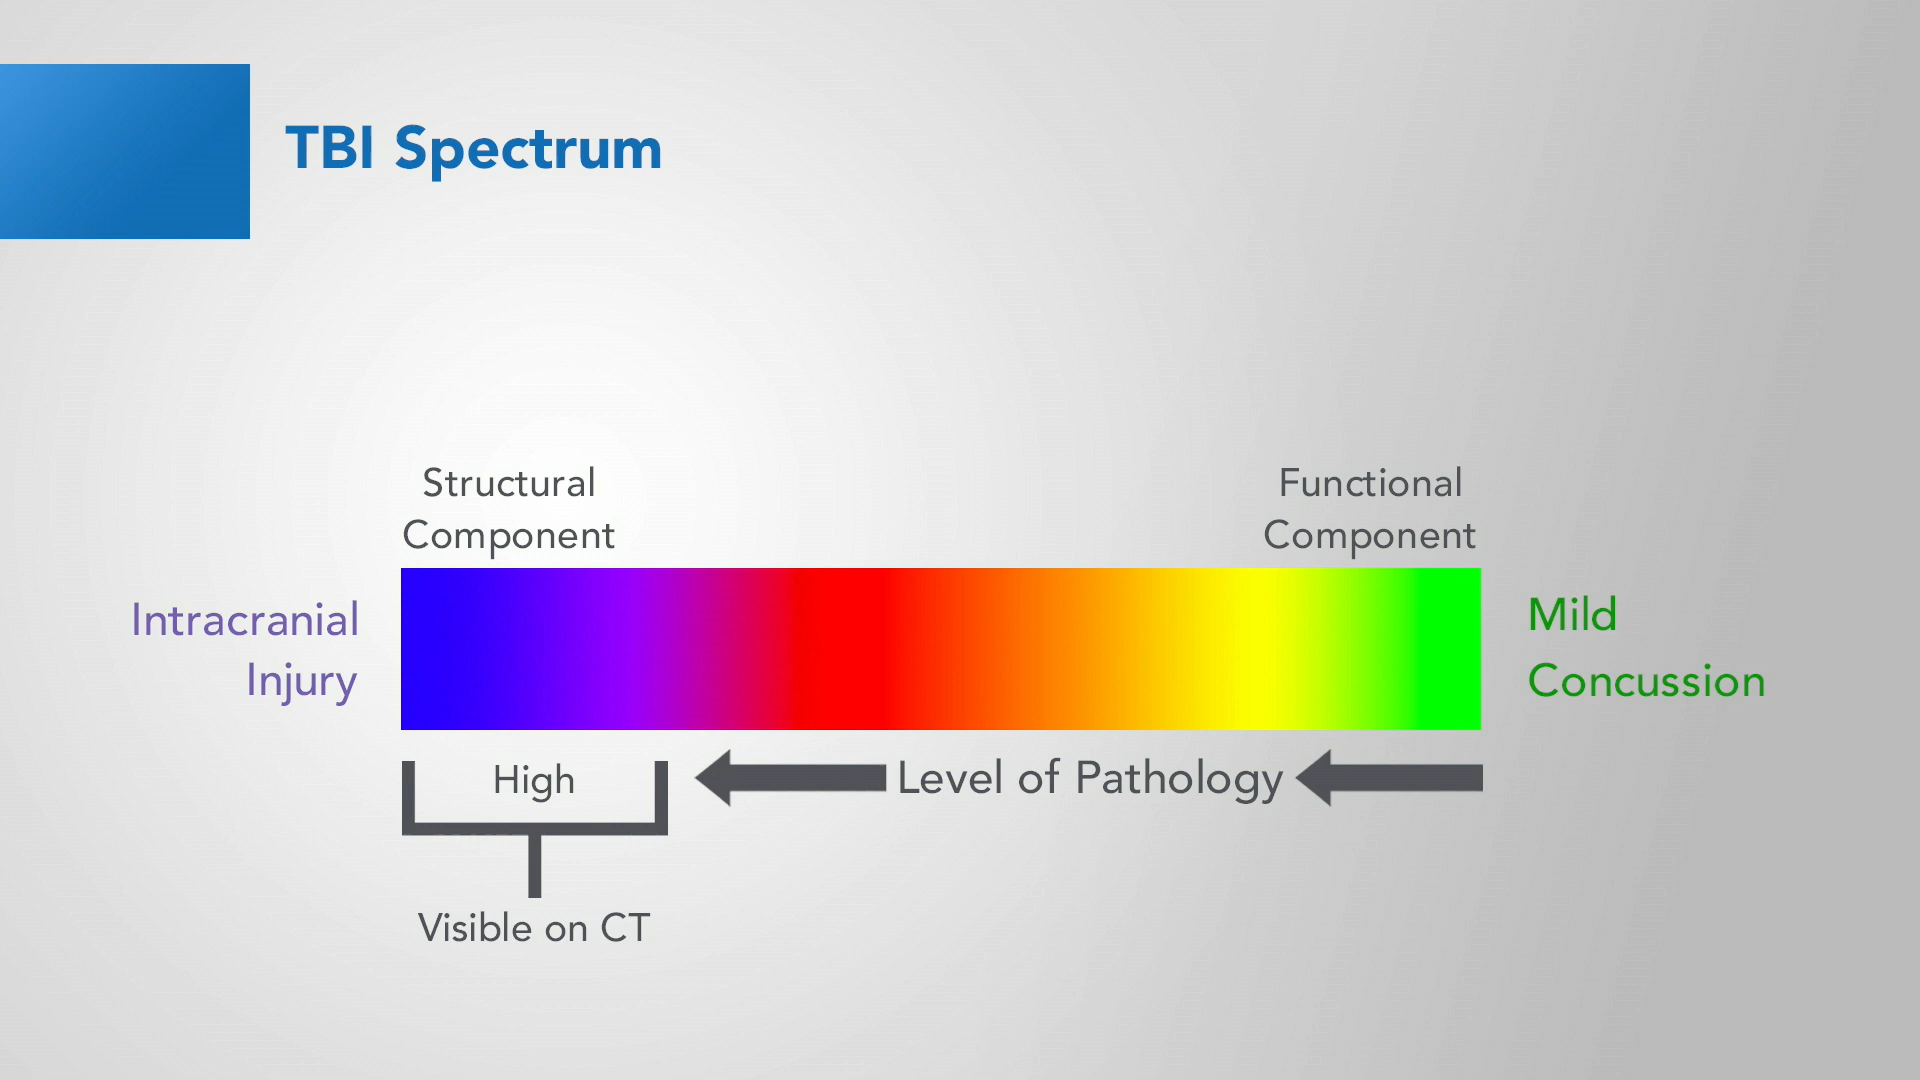 TBI Spectrum
Structural
Component
Functional
Component
Intracranial
Injury
Mild
Concussion
High
Level of Pathology
Visible on CT